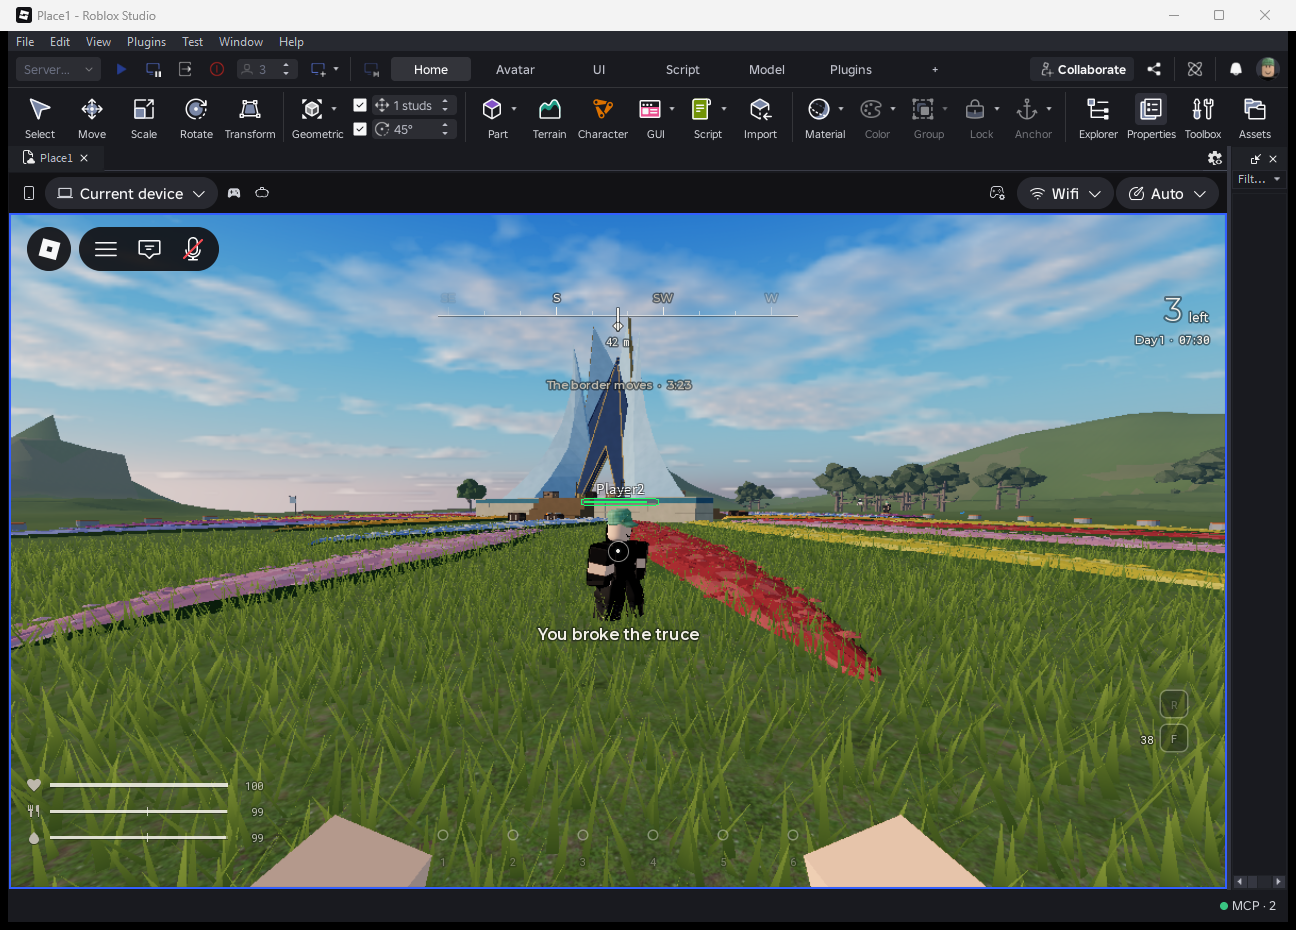 Place1 - Roblox Studio
File Edit View Plugins Test Window Help
Server... 3 Home Avatar UI Script Model Plugins + Collaborate
1 studs
45°
Select Move Scale Rotate Transform Geometric Part Terrain Character GUI Script Import Material Color Group Lock Anchor Explorer Properties Toolbox Assets
Place1
Current device Wifi Auto
Filt...
S SW W
42 m
3 left
Day 1 · 07:30
The border moves · 3:23
Player2
You broke the truce
R
38 F
100
99
99
1 2 3 4 5 6
MCP · 2